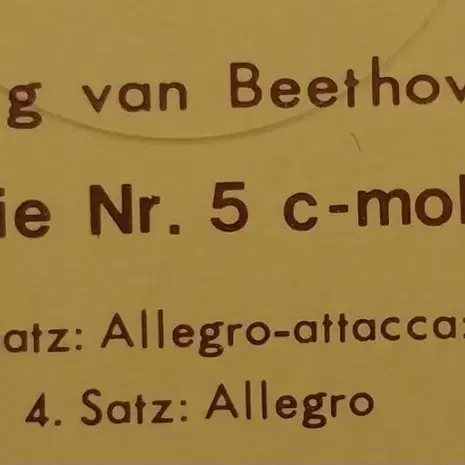 g van Beethov
ie Nr. 5 c-mol
atz: Allegro-attacca:
4. Satz: Allegro